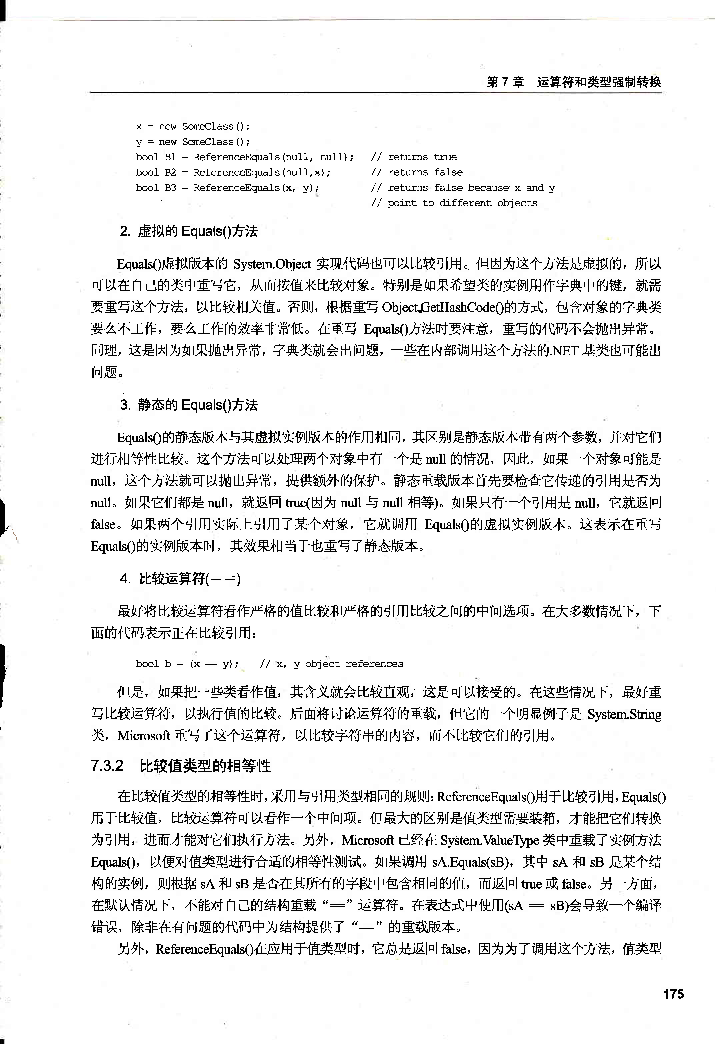 第 7 章 运算符和类型强制转换
x = new SomeClass();
y = new SomeClass();
bool B1 = ReferenceEquals(null, null); // returns true
bool B2 = ReferenceEquals(null,x); // returns false
bool B3 = ReferenceEquals(x, y); // returns false because x and y
// point to different objects
2. 虚拟的 Equals()方法
Equals()虚拟版本的 System.Object 实现代码也可以比较引用。但因为这个方法是虚拟的，所以
可以在自己的类中重写它，从而按值来比较对象。特别是如果希望类的实例用作字典中的键，就需
要重写这个方法，以比较相关值。否则，根据重写 Object.GetHashCode()的方式，包含对象的字典类
要么不工作，要么工作的效率非常低。在重写 Equals()方法时要注意，重写的代码不会抛出异常。
同理，这是因为如果抛出异常，字典类就会出问题，一些在内部调用这个方法的.NET 基类也可能出
问题。
3. 静态的 Equals()方法
Equals()的静态版本与其虚拟实例版本的作用相同，其区别是静态版本带有两个参数，并对它们
进行相等性比较。这个方法可以处理两个对象中有一个是 null 的情况，因此，如果一个对象可能是
null，这个方法就可以抛出异常，提供额外的保护。静态重载版本首先要检查它传递的引用是否为
null。如果它们都是 null，就返回 true(因为 null 与 null 相等)。如果只有一个引用是 null，它就返回
false。如果两个引用实际上引用了某个对象，它就调用 Equals()的虚拟实例版本。这表示在重写
Equals()的实例版本时，其效果相当于也重写了静态版本。
4. 比较运算符(==)
最好将比较运算符看作严格的值比较和严格的引用比较之间的中间选项。在大多数情况下，下
面的代码表示正在比较引用：
bool b = (x == y); // x, y object references
但是，如果把一些类看作值，其含义就会比较直观，这是可以接受的。在这些情况下，最好重
写比较运算符，以执行值的比较。后面将讨论运算符的重载，但它的一个明显例子是 System.String
类，Microsoft 重写了这个运算符，以比较字符串的内容，而不比较它们的引用。
7.3.2 比较值类型的相等性
在比较值类型的相等性时，采用与引用类型相同的规则：ReferenceEquals()用于比较引用，Equals()
用于比较值，比较运算符可以看作一个中间项。但最大的区别是值类型需要装箱，才能把它们转换
为引用，进而才能对它们执行方法。另外，Microsoft 已经在 System.ValueType 类中重载了实例方法
Equals()，以便对值类型进行合适的相等性测试。如果调用 sA.Equals(sB)，其中 sA 和 sB 是某个结
构的实例，则根据 sA 和 sB 是否在其所有的字段中包含相同的值，而返回 true 或 false。另一方面，
在默认情况下，不能对自己的结构重载“==”运算符。在表达式中使用(sA == sB)会导致一个编译
错误，除非在有问题的代码中为结构提供了“==”的重载版本。
另外，ReferenceEquals()在应用于值类型时，它总是返回 false，因为为了调用这个方法，值类型
175